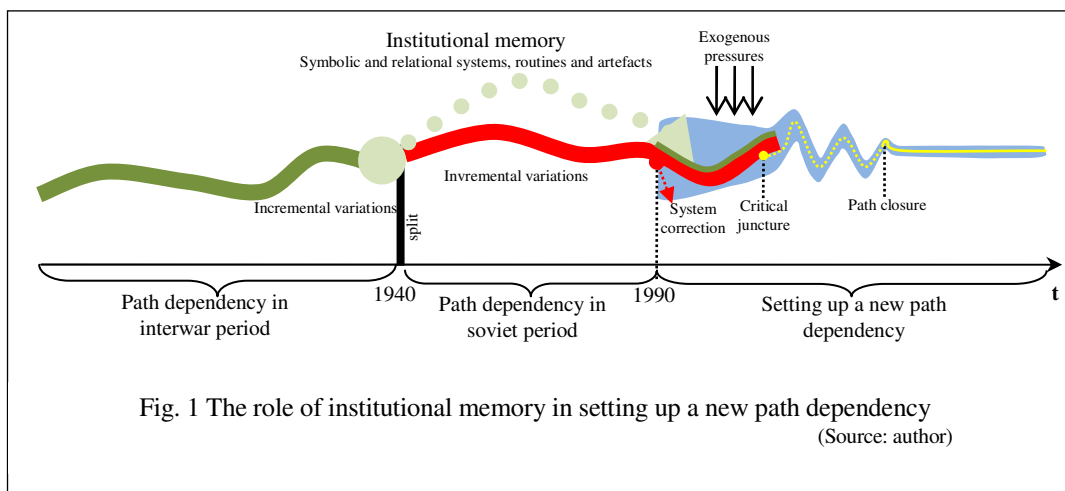 Institutional memory
Symbolic and relational systems, routines and artefacts
Exogenous
pressures
Incremental variations
split
Invremental variations
System
correction
Critical
juncture
Path closure
1940
1990
t
Path dependency in
interwar period
Path dependency in
soviet period
Setting up a new path
dependency
Fig. 1 The role of institutional memory in setting up a new path dependency
(Source: author)